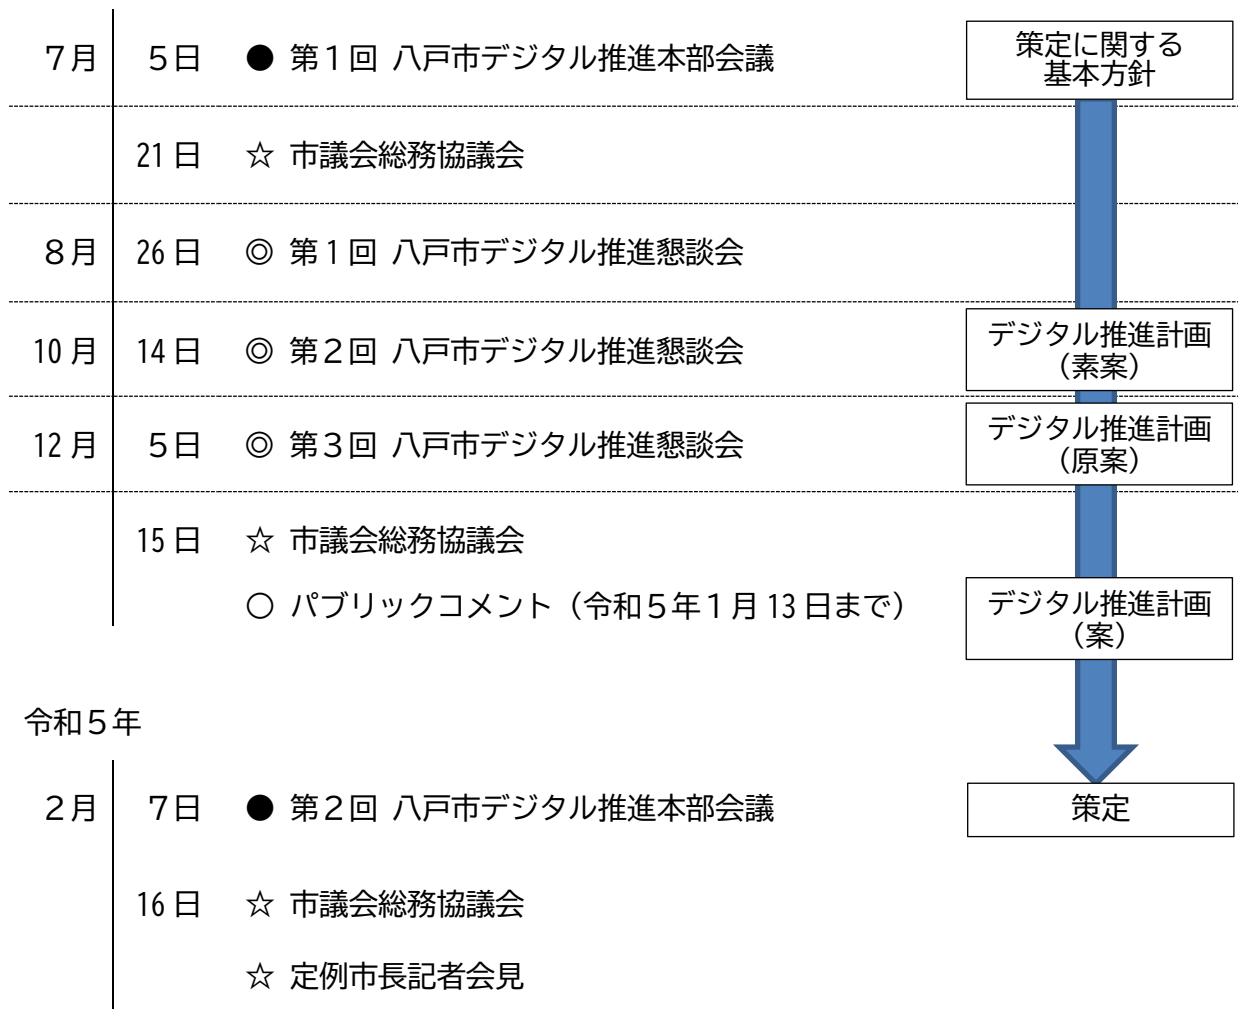 7月 5日 ● 第1回 八戸市デジタル推進本部会議
策定に関する
基本方針
21日 ☆ 市議会総務協議会
8月 26日 ◎ 第1回 八戸市デジタル推進懇談会
10月 14日 ◎ 第2回 八戸市デジタル推進懇談会
デジタル推進計画
(素案)
12月 5日 ◎ 第3回 八戸市デジタル推進懇談会
デジタル推進計画
(原案)
15日 ☆ 市議会総務協議会
○ パブリックコメント(令和5年1月13日まで)
デジタル推進計画
(案)
令和5年
2月 7日 ● 第2回 八戸市デジタル推進本部会議
策定
16日 ☆ 市議会総務協議会
☆ 定例市長記者会見